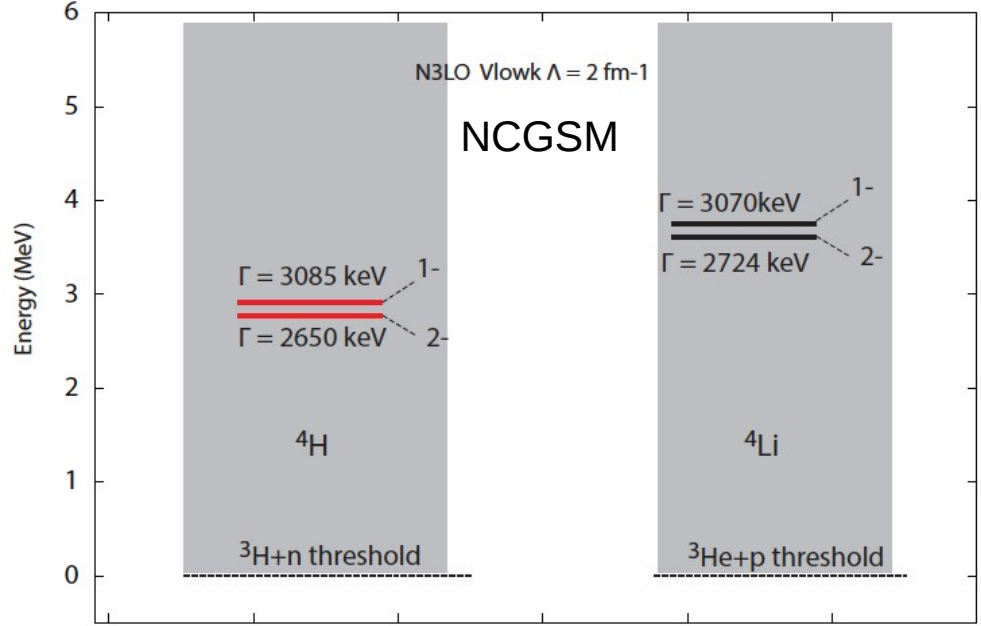 6
5
4
3
2
1
0
Energy (MeV)
N3LO Vlowk Λ = 2 fm-1
NCGSM
Γ = 3085 keV
1-
Γ = 2650 keV
2-
⁴H
³H+n threshold
Γ = 3070keV
1-
Γ = 2724 keV
2-
⁴Li
³He+p threshold